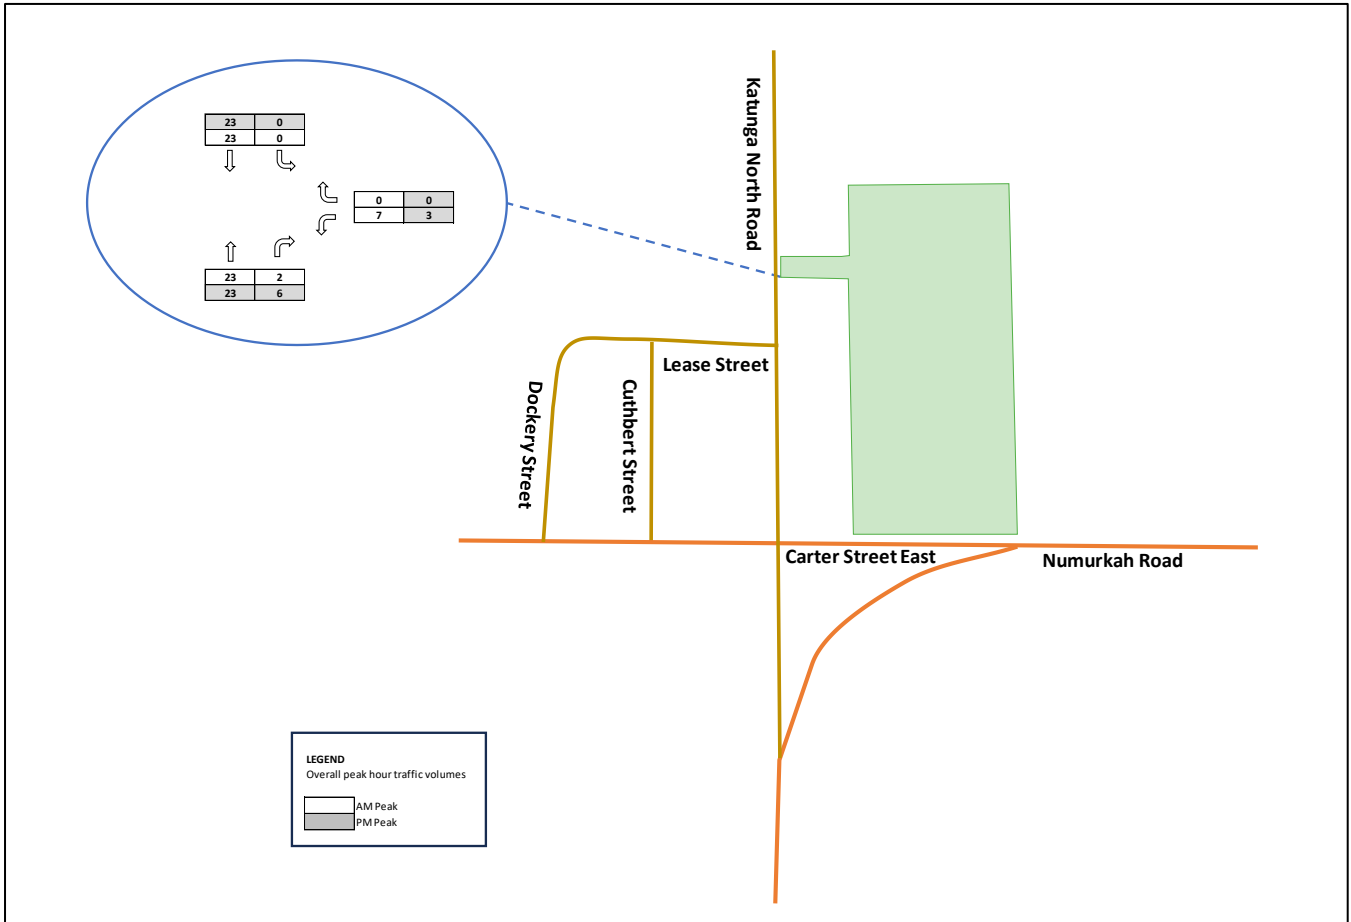 23 0
23 0
0 0
7 3
23 2
23 6
Katunga North Road
Lease Street
Dockery Street
Cuthbert Street
Carter Street East
Numurkah Road
LEGEND
Overall peak hour traffic volumes
AM Peak
PM Peak